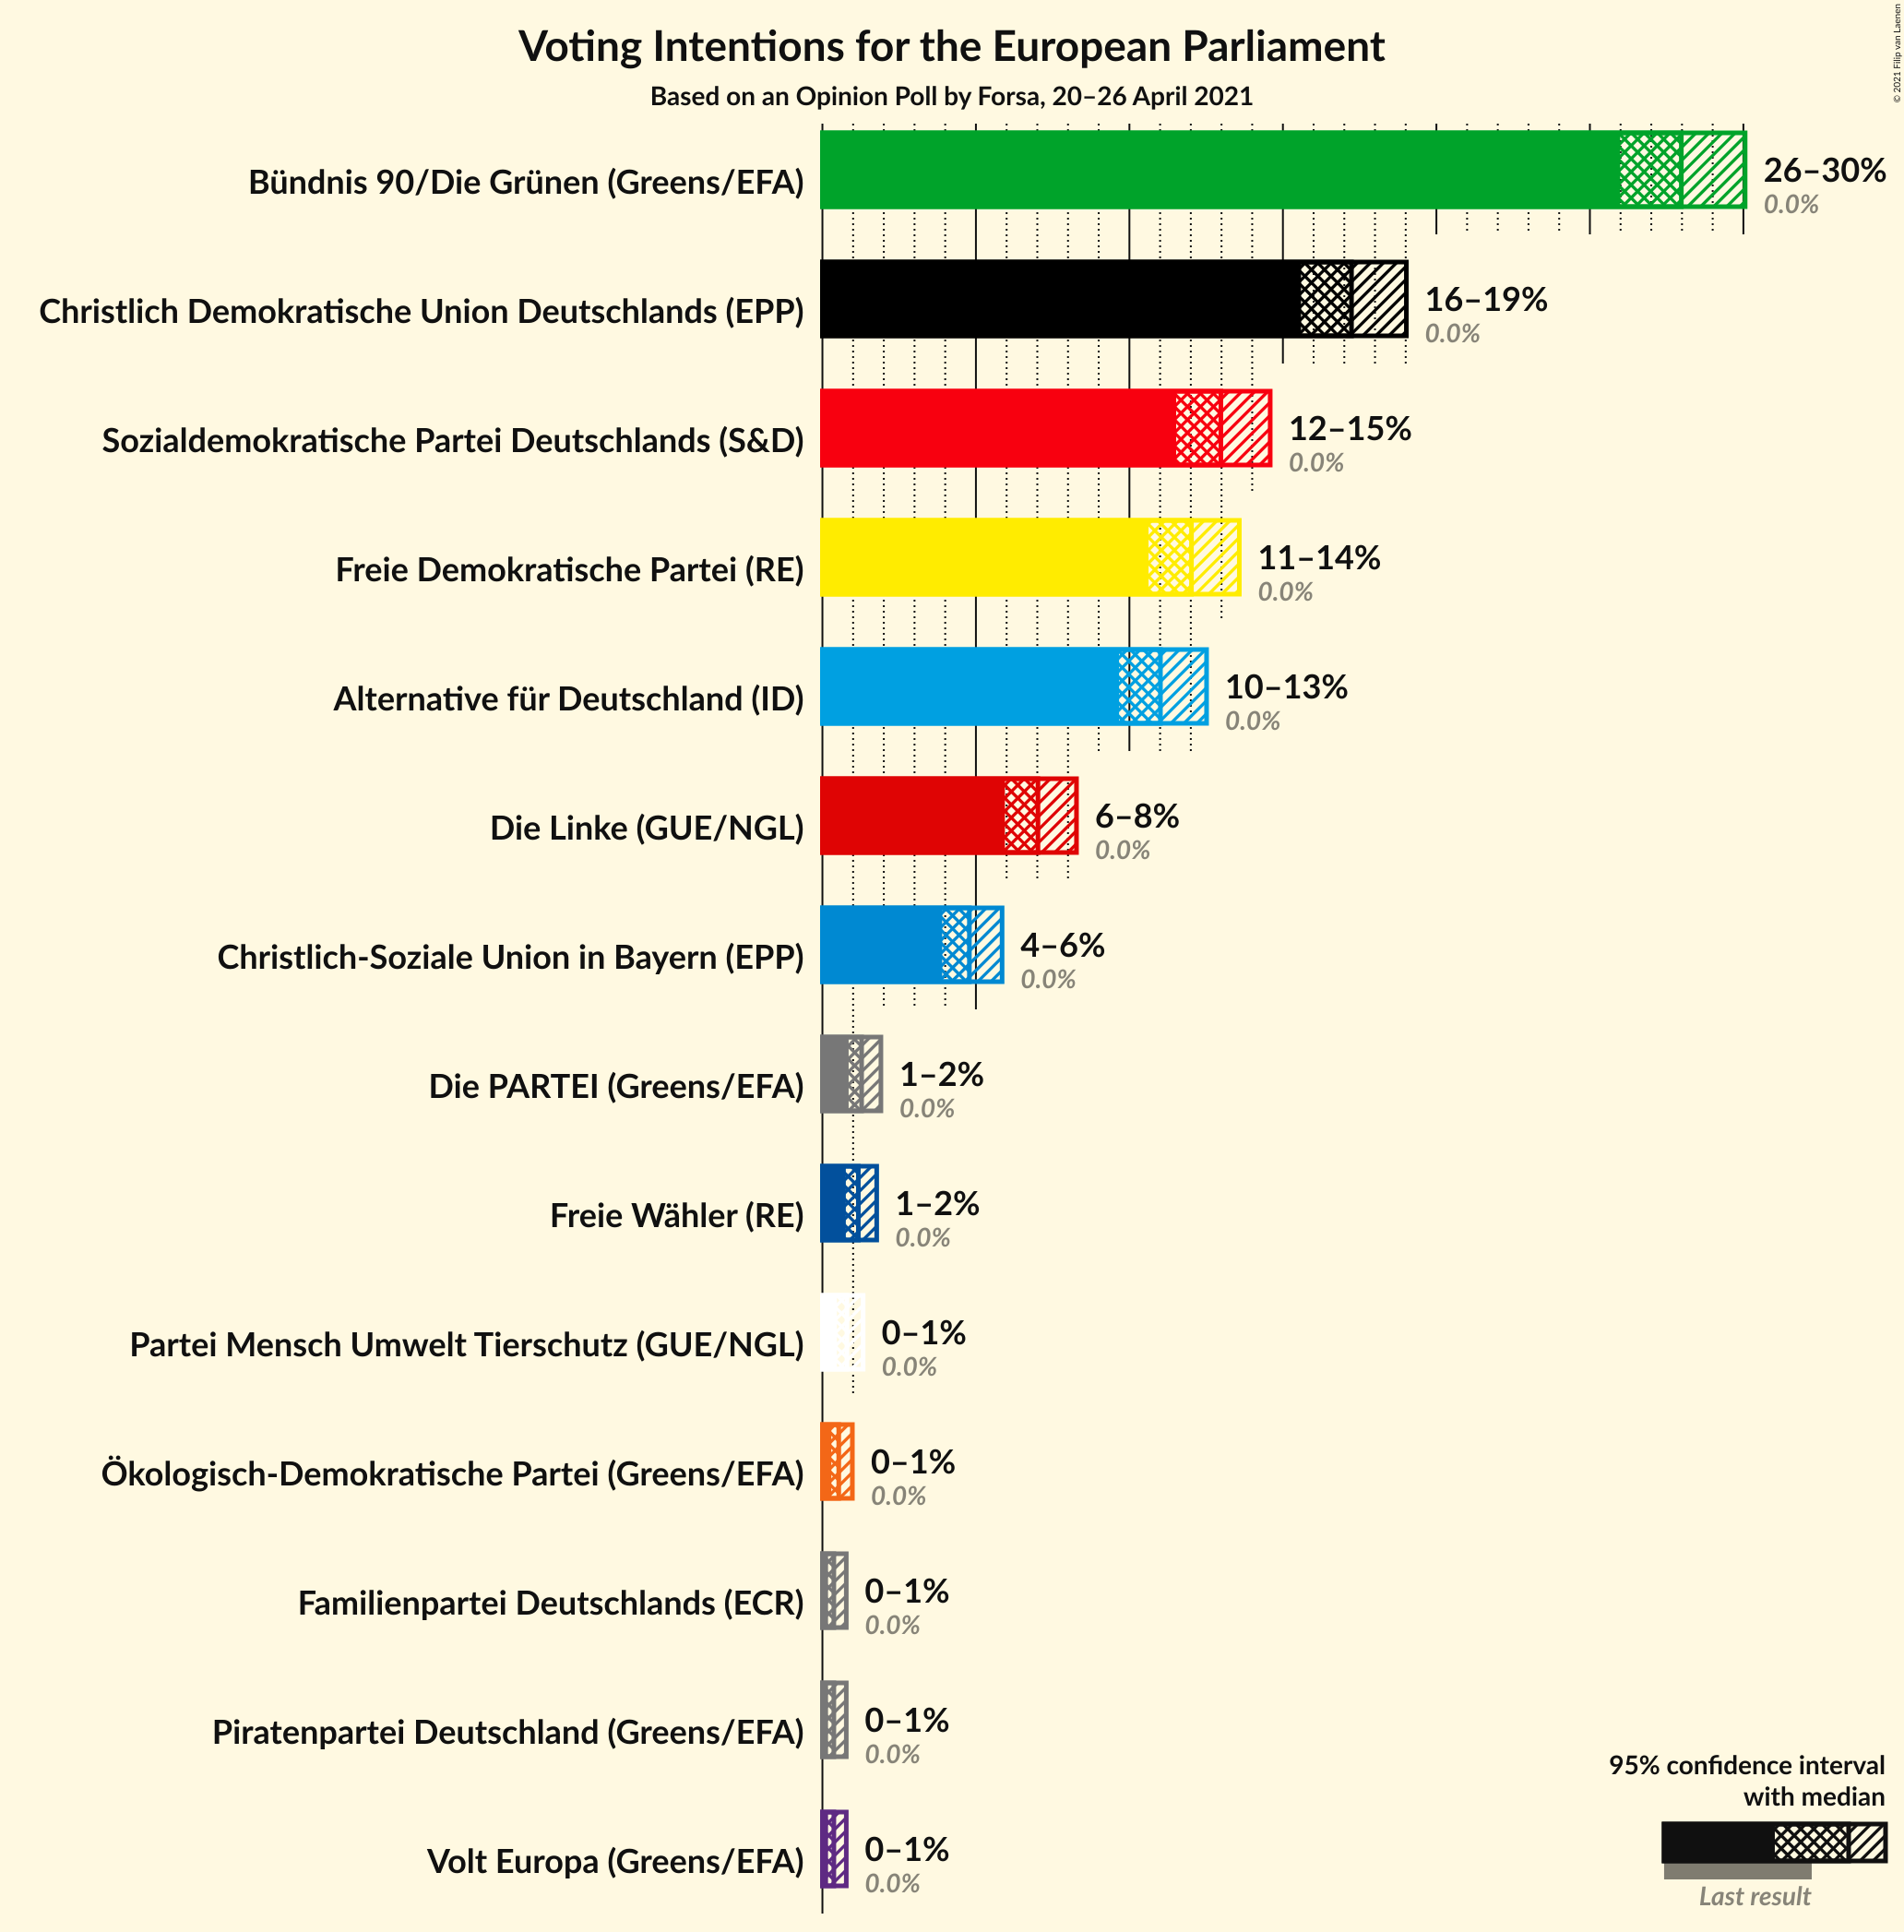 Voting Intentions for the European Parliament
Based on an Opinion Poll by Forsa, 20–26 April 2021
© 2021 Filip van Laenen
Bündnis 90/Die Grünen (Greens/EFA)
26–30%
0.0%
Christlich Demokratische Union Deutschlands (EPP)
16–19%
0.0%
Sozialdemokratische Partei Deutschlands (S&D)
12–15%
0.0%
Freie Demokratische Partei (RE)
11–14%
0.0%
Alternative für Deutschland (ID)
10–13%
0.0%
Die Linke (GUE/NGL)
6–8%
0.0%
Christlich-Soziale Union in Bayern (EPP)
4–6%
0.0%
Die PARTEI (Greens/EFA)
1–2%
0.0%
Freie Wähler (RE)
1–2%
0.0%
Partei Mensch Umwelt Tierschutz (GUE/NGL)
0–1%
0.0%
Ökologisch-Demokratische Partei (Greens/EFA)
0–1%
0.0%
Familienpartei Deutschlands (ECR)
0–1%
0.0%
Piratenpartei Deutschland (Greens/EFA)
0–1%
0.0%
Volt Europa (Greens/EFA)
0–1%
0.0%
95% confidence interval
with median
Last result